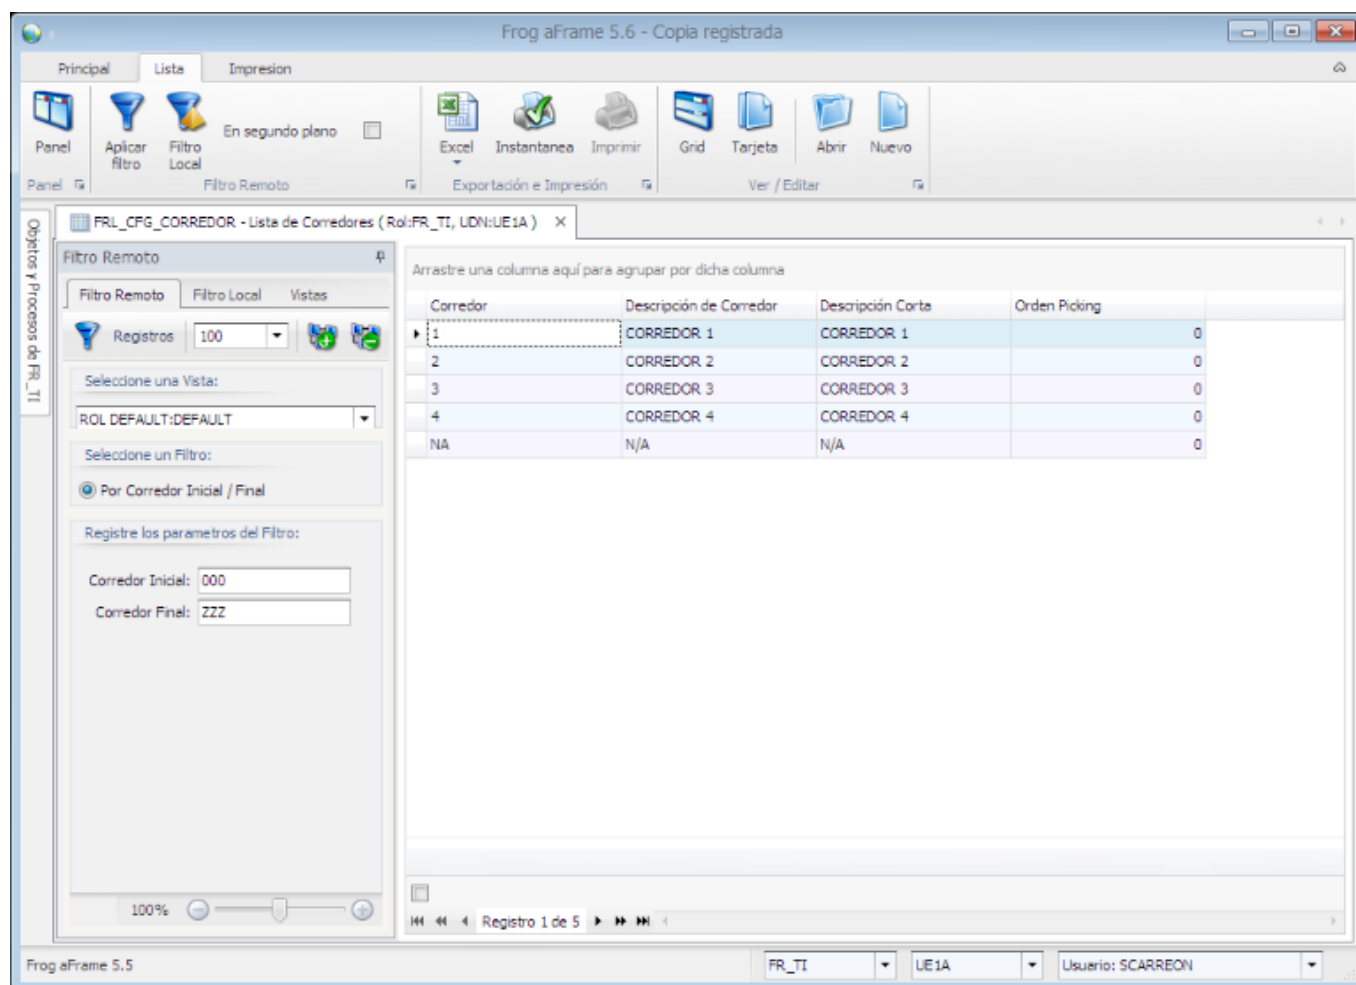 Frog aFrame 5.6 - Copia registrada
Principal Lista Impresion
Panel Aplicar filtro Filtro Local En segundo plano Excel Instantanea Imprimir Grid Tarjeta Abrir Nuevo
Panel Filtro Remoto Exportación e Impresión Ver / Editar
Objetos y Procesos de FR_TI
FRL_CFG_CORREDOR - Lista de Corredores ( Rol:FR_TI, UDN:UE1A )
Filtro Remoto
Filtro Remoto Filtro Local Vistas
Registros 100
Seleccione una Vista:
ROL DEFAULT:DEFAULT
Seleccione un Filtro:
Por Corredor Inicial / Final
Registre los parametros del Filtro:
Corredor Inicial: 000
Corredor Final: ZZZ
100%
Arrastre una columna aquí para agrupar por dicha columna
Corredor Descripción de Corredor Descripción Corta Orden Picking
1 CORREDOR 1 CORREDOR 1 0
2 CORREDOR 2 CORREDOR 2 0
3 CORREDOR 3 CORREDOR 3 0
4 CORREDOR 4 CORREDOR 4 0
NA N/A N/A 0
Registro 1 de 5
Frog aFrame 5.5 FR_TI UE1A Usuario: SCARREON